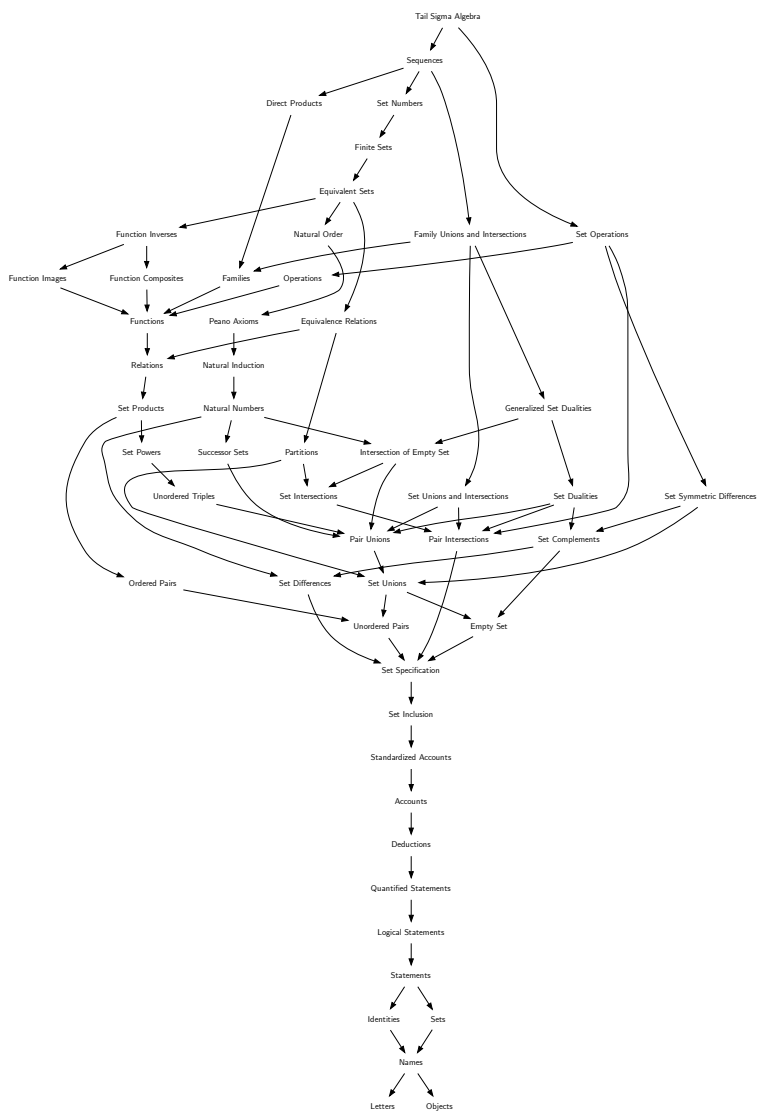 Tail Sigma Algebra
Sequences
Direct Products
Set Numbers
Finite Sets
Equivalent Sets
Function Inverses
Natural Order
Family Unions and Intersections
Set Operations
Function Images
Function Composites
Families
Operations
Functions
Peano Axioms
Equivalence Relations
Relations
Natural Induction
Set Products
Natural Numbers
Generalized Set Dualities
Set Powers
Successor Sets
Partitions
Intersection of Empty Set
Unordered Triples
Set Intersections
Set Unions and Intersections
Set Dualities
Set Symmetric Differences
Pair Unions
Pair Intersections
Set Complements
Ordered Pairs
Set Differences
Set Unions
Unordered Pairs
Empty Set
Set Specification
Set Inclusion
Standardized Accounts
Accounts
Deductions
Quantified Statements
Logical Statements
Statements
Identities
Sets
Names
Letters
Objects